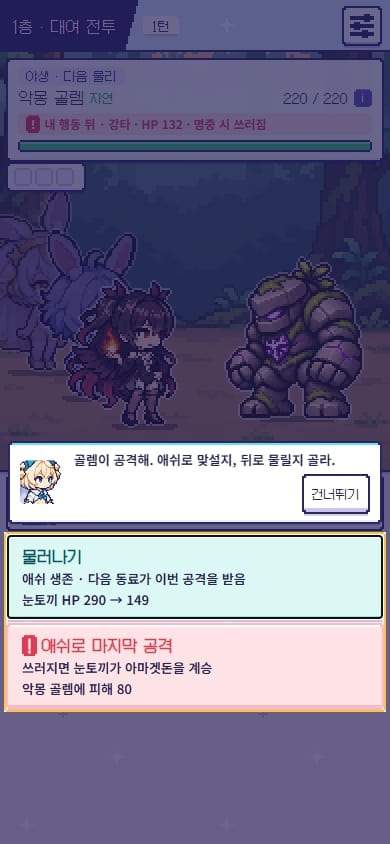 1층 · 대여 전투
1턴
야생 · 다음 물리
악몽 골렘 자연
220 / 220 i
! 내 행동 뒤 · 강타 · HP 132 · 명중 시 쓰러짐
골렘이 공격해. 애쉬로 맞설지, 뒤로 물릴지 골라.
건너뛰기
물러나기
애쉬 생존 · 다음 동료가 이번 공격을 받음
눈토끼 HP 290 → 149
! 애쉬로 마지막 공격
쓰러지면 눈토끼가 아마겟돈을 계승
악몽 골렘에 피해 80